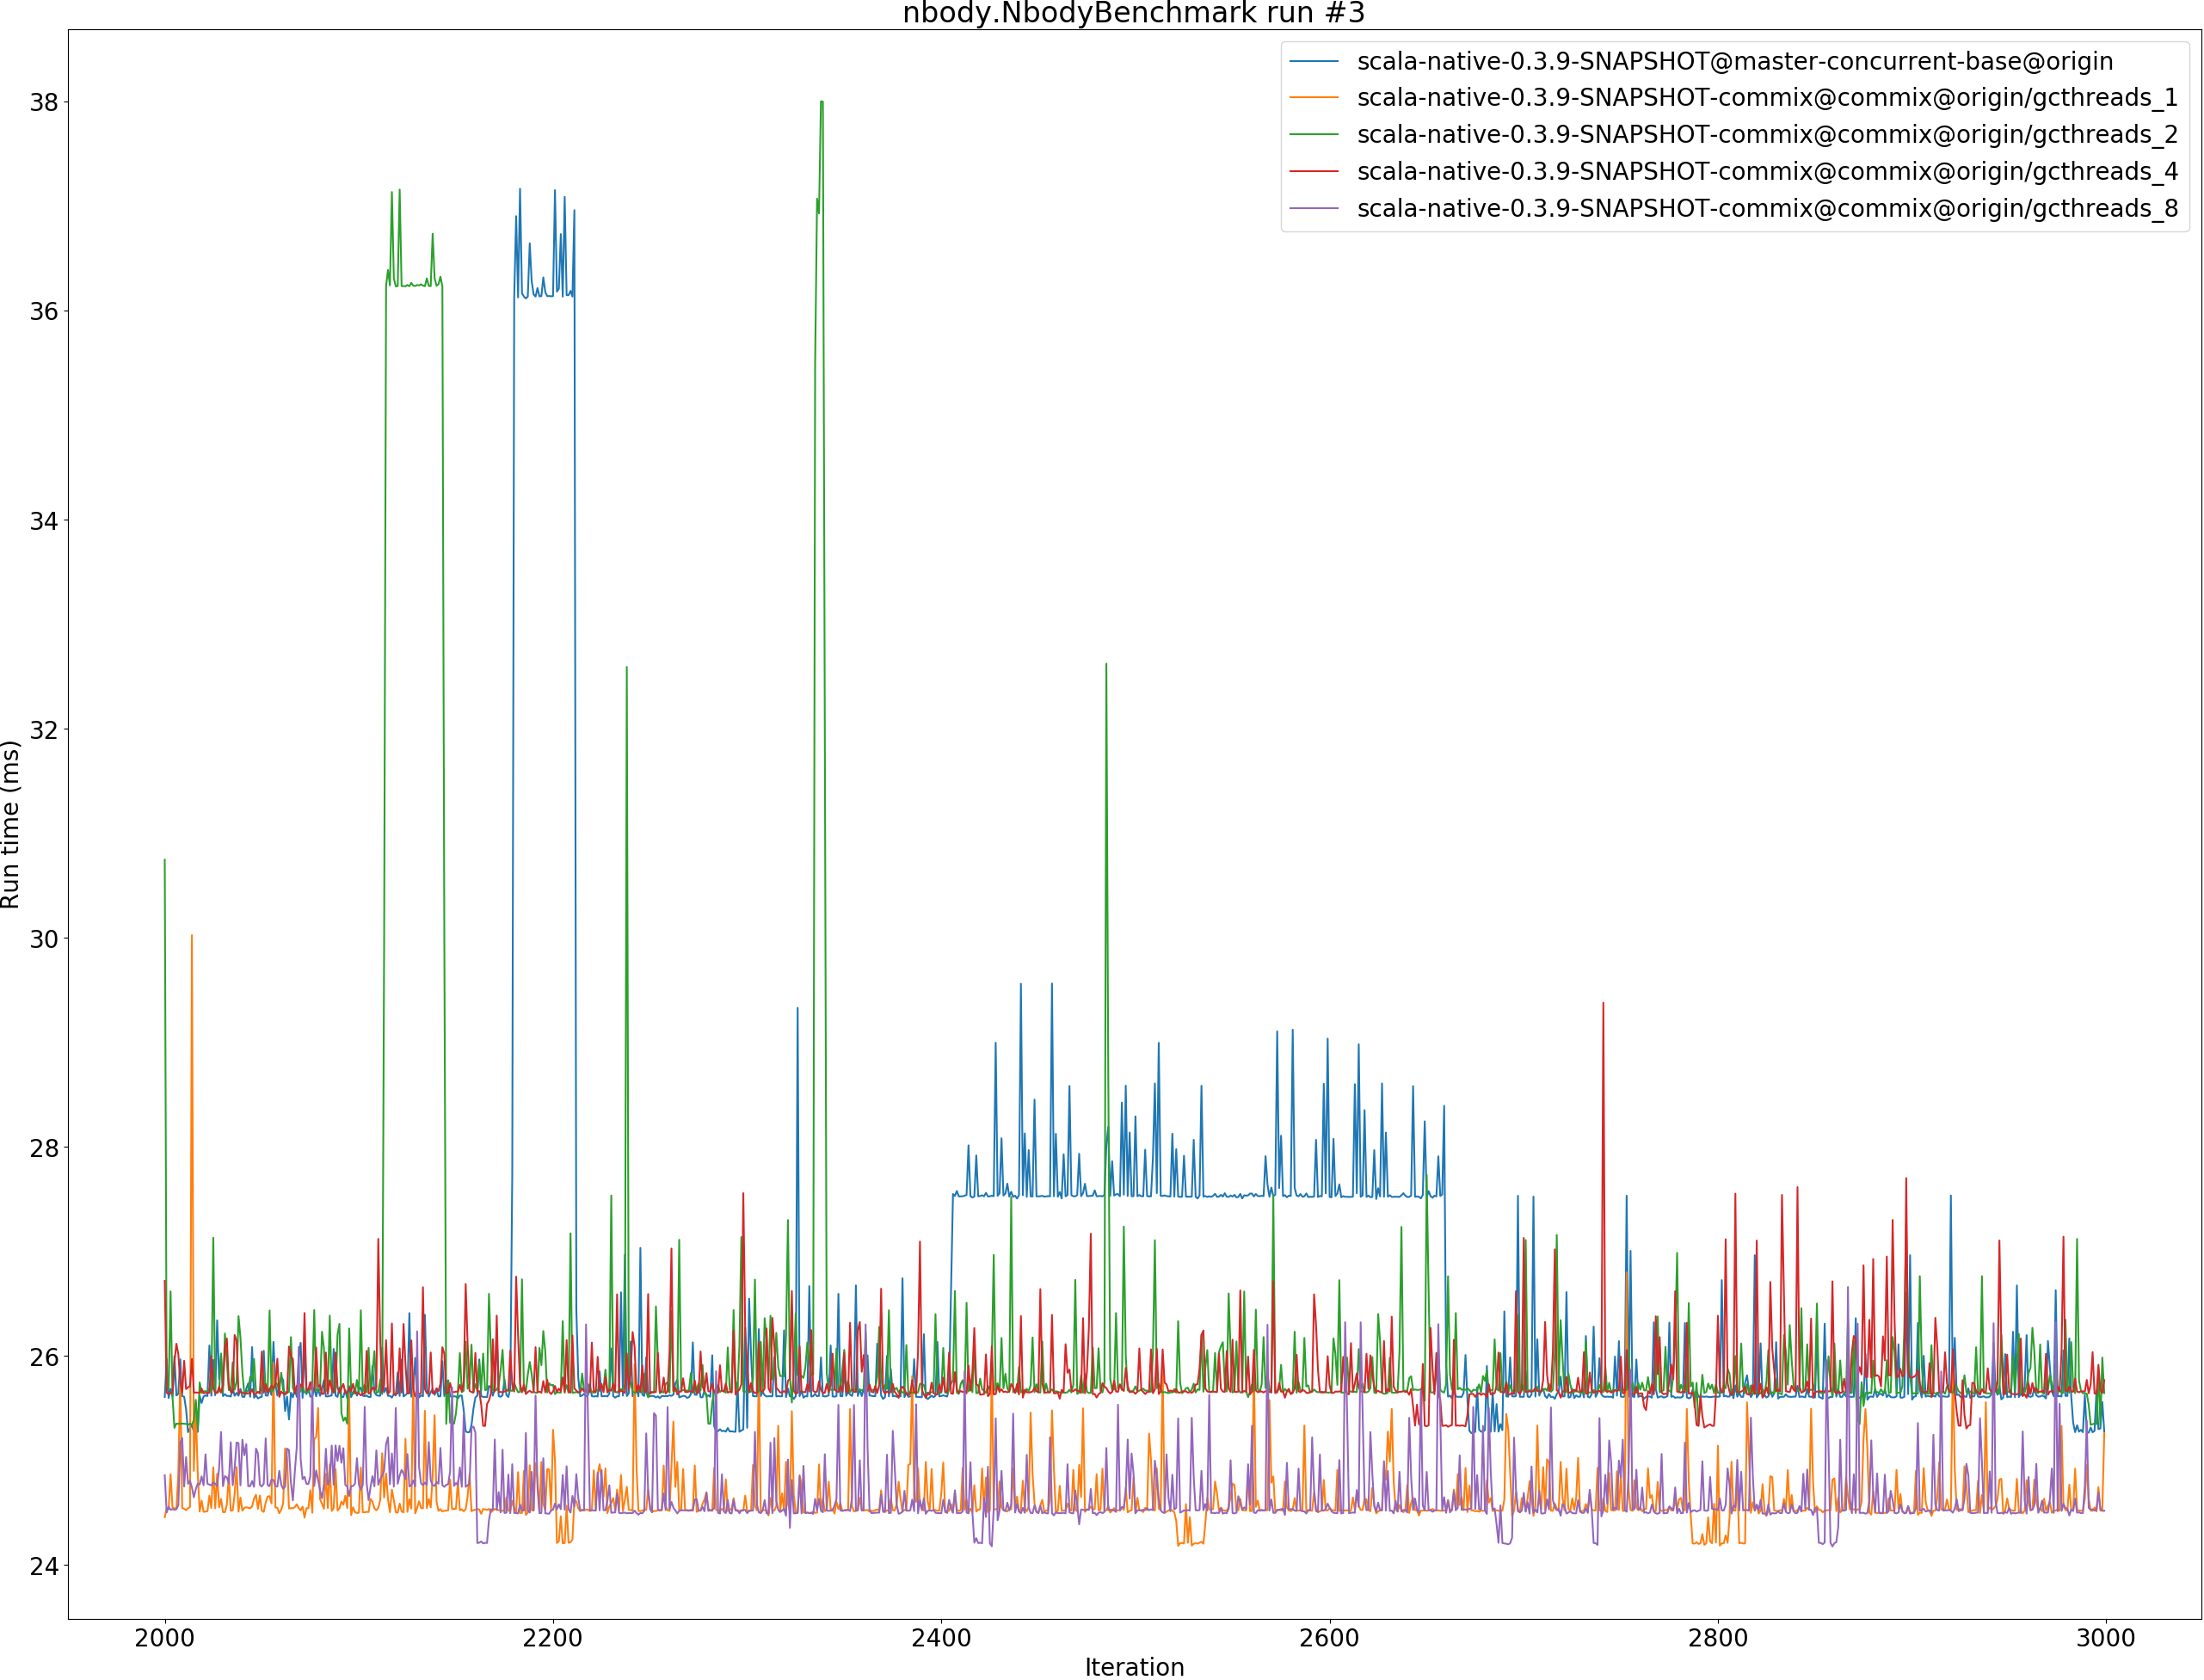 nbody.NbodyBenchmark run #3
scala-native-0.3.9-SNAPSHOT@master-concurrent-base@origin
scala-native-0.3.9-SNAPSHOT-commix@commix@origin/gcthreads_1
scala-native-0.3.9-SNAPSHOT-commix@commix@origin/gcthreads_2
scala-native-0.3.9-SNAPSHOT-commix@commix@origin/gcthreads_4
scala-native-0.3.9-SNAPSHOT-commix@commix@origin/gcthreads_8
Run time (ms)
38
36
34
32
30
28
26
24
2000 2200 2400 2600 2800 3000
Iteration